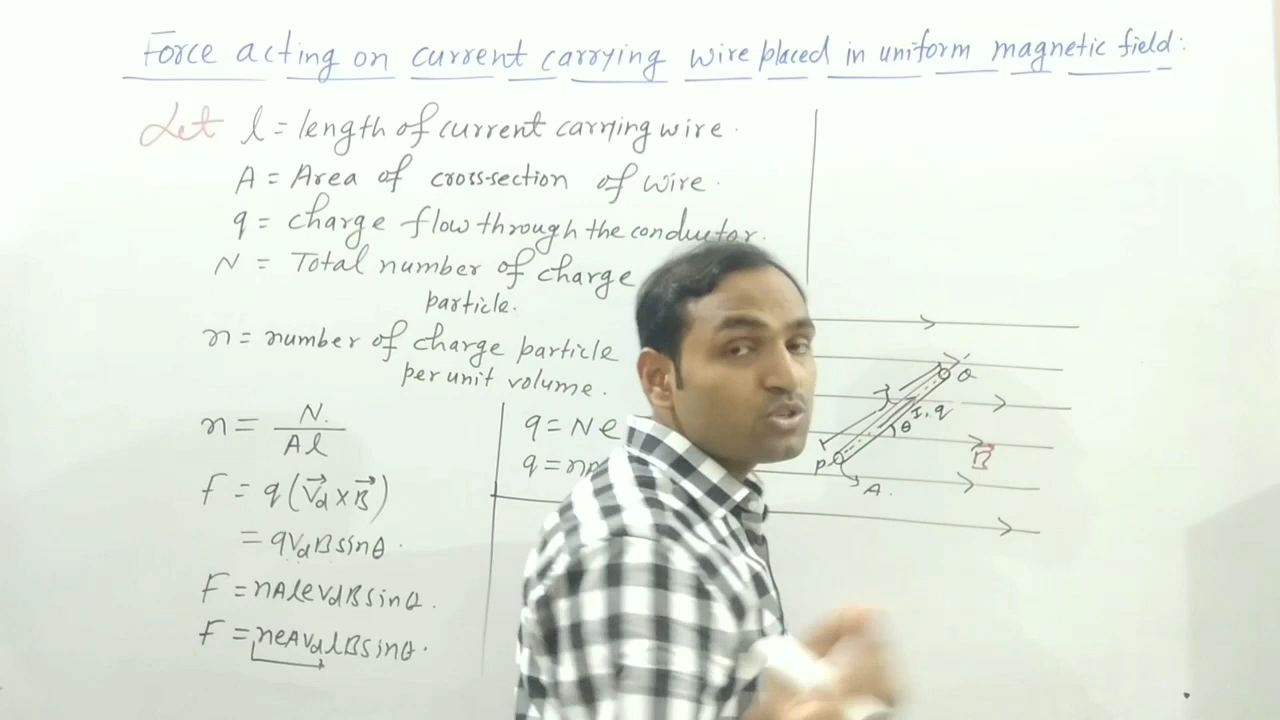 Force acting on current carrying wire placed in uniform magnetic field:
Let l = length of current carrying wire.
A = Area of cross-section of wire.
q = charge flow through the conductor.
N = Total number of charge
particle.
n = number of charge particle
per unit volume.
n = N / Al
q = Ne
q = n
F = q(V⃗d × B⃗)
= qVdBsinθ.
F = nAleVdBsinθ.
F = neAVdlBsinθ.
Q
l
I, q
θ
P
A.
B⃗